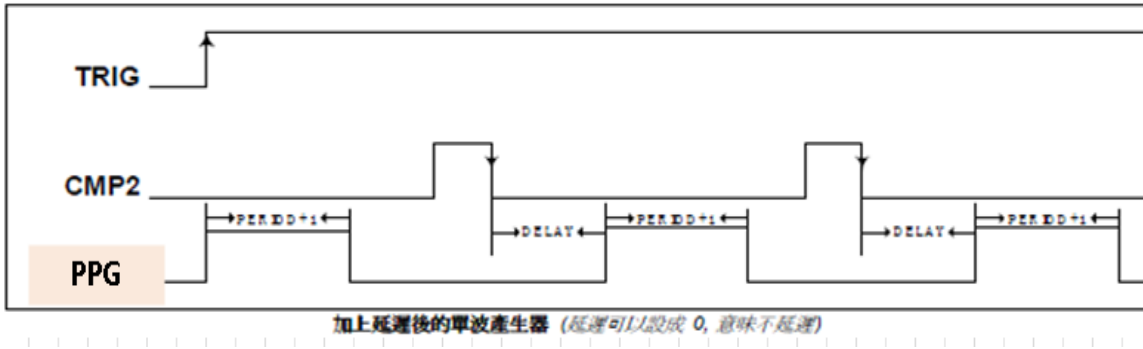 TRIG
CMP2
PERIOD+1 PERIOD+1 PERIOD+1
DELAY DELAY
PPG
加上延遲後的單波產生器 (延遲可以設成 0, 意味不延遲)